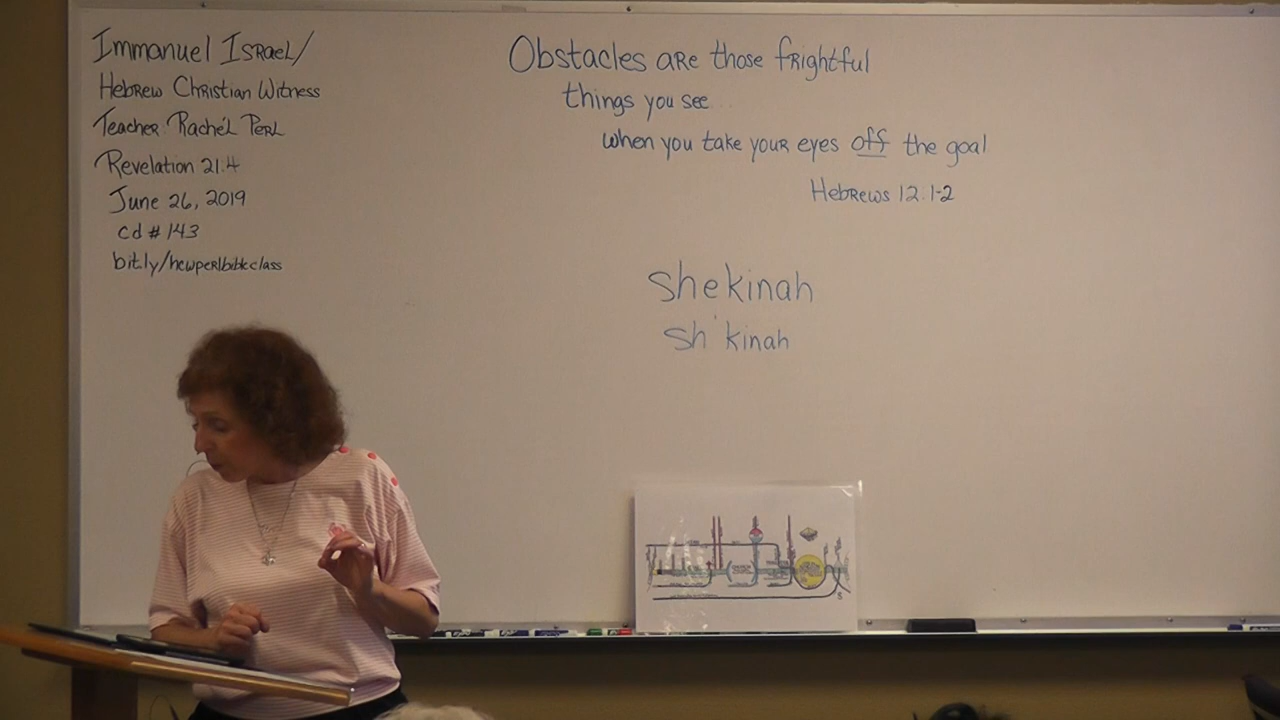 Immanuel Israel/
Hebrew Christian Witness
Teacher: Rachel Perl
Revelation 21.4
June 26, 2019
cd # 143
bit.ly/newperlbibleclass
Obstacles are those frightful
things you see...
when you take your eyes off the goal
Hebrews 12.1-2
shekinah
sh'kinah